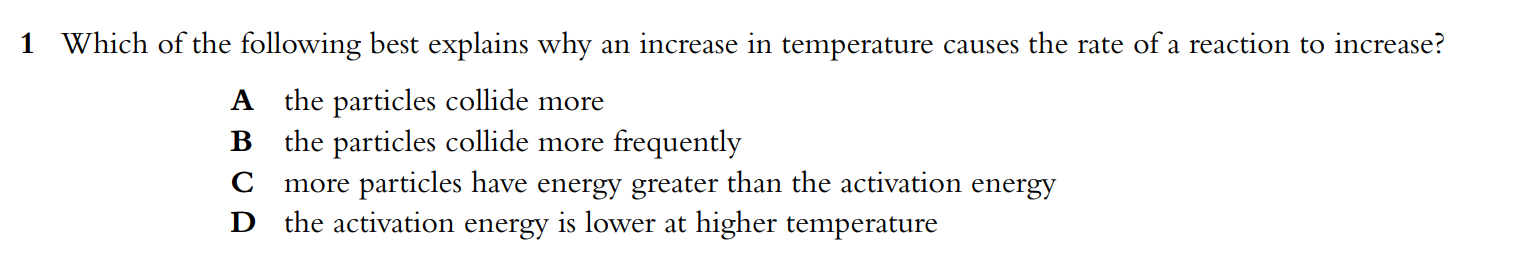 1 Which of the following best explains why an increase in temperature causes the rate of a reaction to increase?
A the particles collide more
B the particles collide more frequently
C more particles have energy greater than the activation energy
D the activation energy is lower at higher temperature